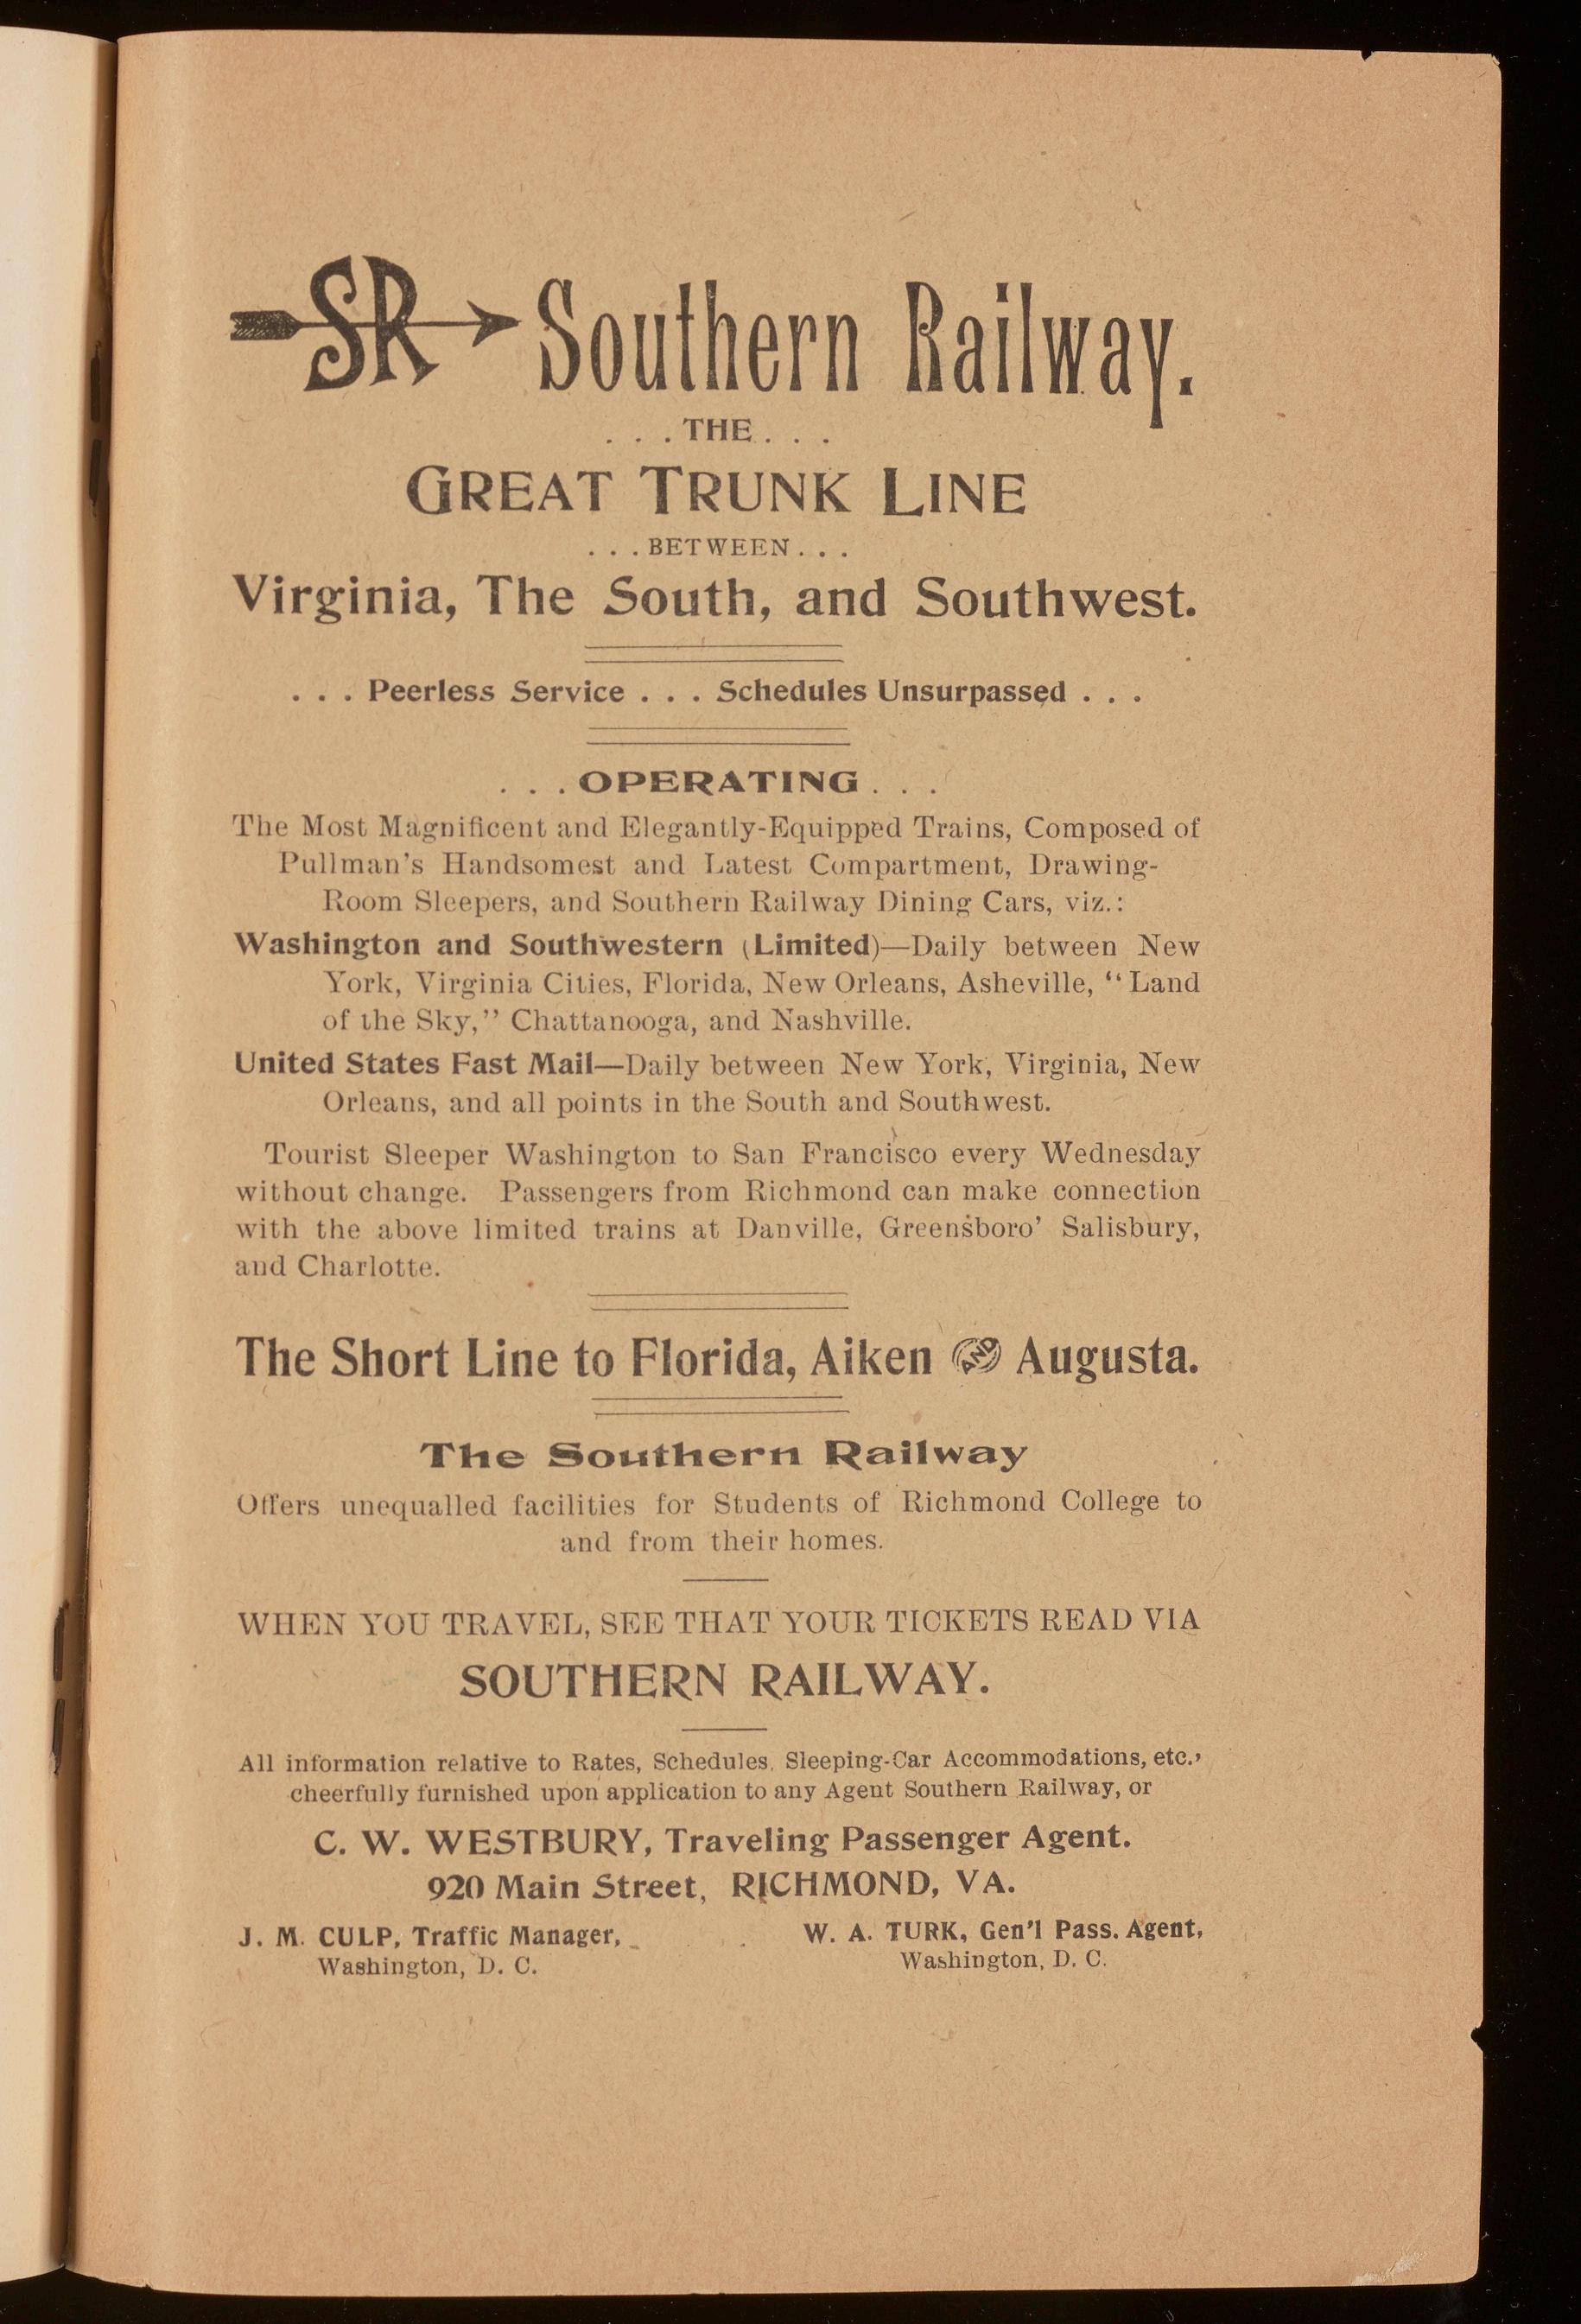 SR Southern Railway.
. . . THE . . .
GREAT TRUNK LINE
. . . BETWEEN . . .
Virginia, The South, and Southwest.
. . . Peerless Service . . . Schedules Unsurpassed . . .
. . . OPERATING . . .
The Most Magnificent and Elegantly-Equipped Trains, Composed of
Pullman's Handsomest and Latest Compartment, Drawing-
Room Sleepers, and Southern Railway Dining Cars, viz.:
Washington and Southwestern (Limited)—Daily between New
York, Virginia Cities, Florida, New Orleans, Asheville, "Land
of the Sky," Chattanooga, and Nashville.
United States Fast Mail—Daily between New York, Virginia, New
Orleans, and all points in the South and Southwest.
Tourist Sleeper Washington to San Francisco every Wednesday
without change. Passengers from Richmond can make connection
with the above limited trains at Danville, Greensboro' Salisbury,
and Charlotte.
The Short Line to Florida, Aiken AND Augusta.
The Southern Railway
Offers unequalled facilities for Students of Richmond College to
and from their homes.
WHEN YOU TRAVEL, SEE THAT YOUR TICKETS READ VIA
SOUTHERN RAILWAY.
All information relative to Rates, Schedules, Sleeping-Car Accommodations, etc.,
cheerfully furnished upon application to any Agent Southern Railway, or
C. W. WESTBURY, Traveling Passenger Agent.
920 Main Street, RICHMOND, VA.
J. M. CULP, Traffic Manager,
Washington, D. C.
W. A. TURK, Gen'l Pass. Agent,
Washington, D. C.